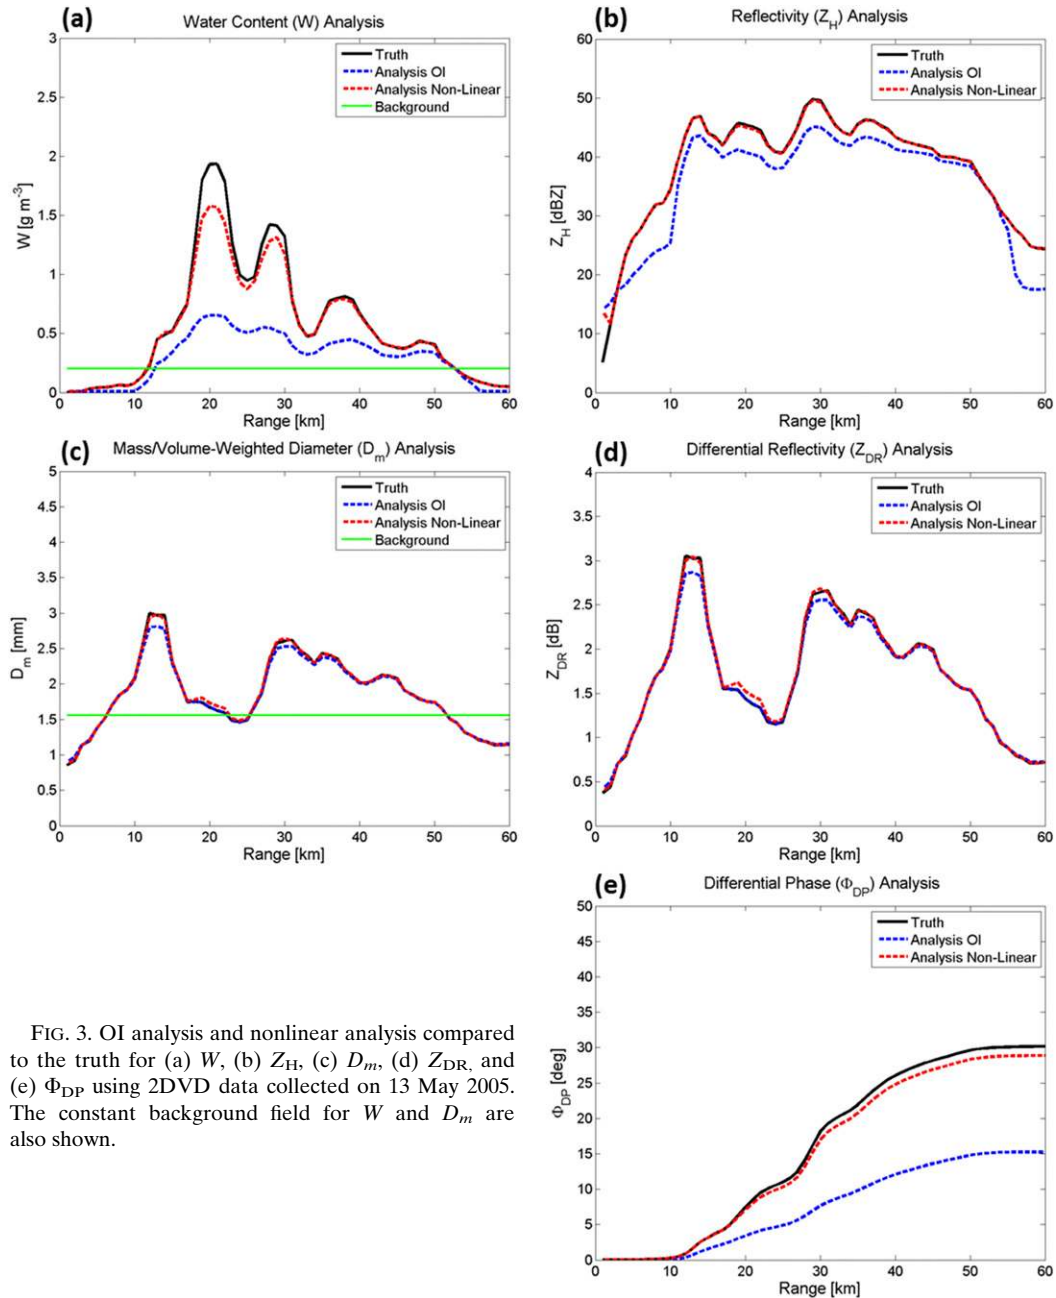 (a)
Water Content (W) Analysis
3
2.5
2
1.5
1
0.5
0
W [g m⁻³]
Truth
Analysis OI
Analysis Non-Linear
Background
0 10 20 30 40 50 60
Range [km]
(b)
Reflectivity (Z_H) Analysis
60
50
40
30
20
10
0
Z_H [dBZ]
Truth
Analysis OI
Analysis Non-Linear
0 10 20 30 40 50 60
Range [km]
(c)
Mass/Volume-Weighted Diameter (D_m) Analysis
5
4.5
4
3.5
3
2.5
2
1.5
1
0.5
0
D_m [mm]
Truth
Analysis OI
Analysis Non-Linear
Background
0 10 20 30 40 50 60
Range [km]
(d)
Differential Reflectivity (Z_DR) Analysis
4
3.5
3
2.5
2
1.5
1
0.5
0
Z_DR [dB]
Truth
Analysis OI
Analysis Non-Linear
0 10 20 30 40 50 60
Range [km]
(e)
Differential Phase (Φ_DP) Analysis
50
45
40
35
30
25
20
15
10
5
0
Φ_DP [deg]
Truth
Analysis OI
Analysis Non-Linear
0 10 20 30 40 50 60
Range [km]
FIG. 3. OI analysis and nonlinear analysis compared
to the truth for (a) W, (b) Z_H, (c) D_m, (d) Z_DR, and
(e) Φ_DP using 2DVD data collected on 13 May 2005.
The constant background field for W and D_m are
also shown.